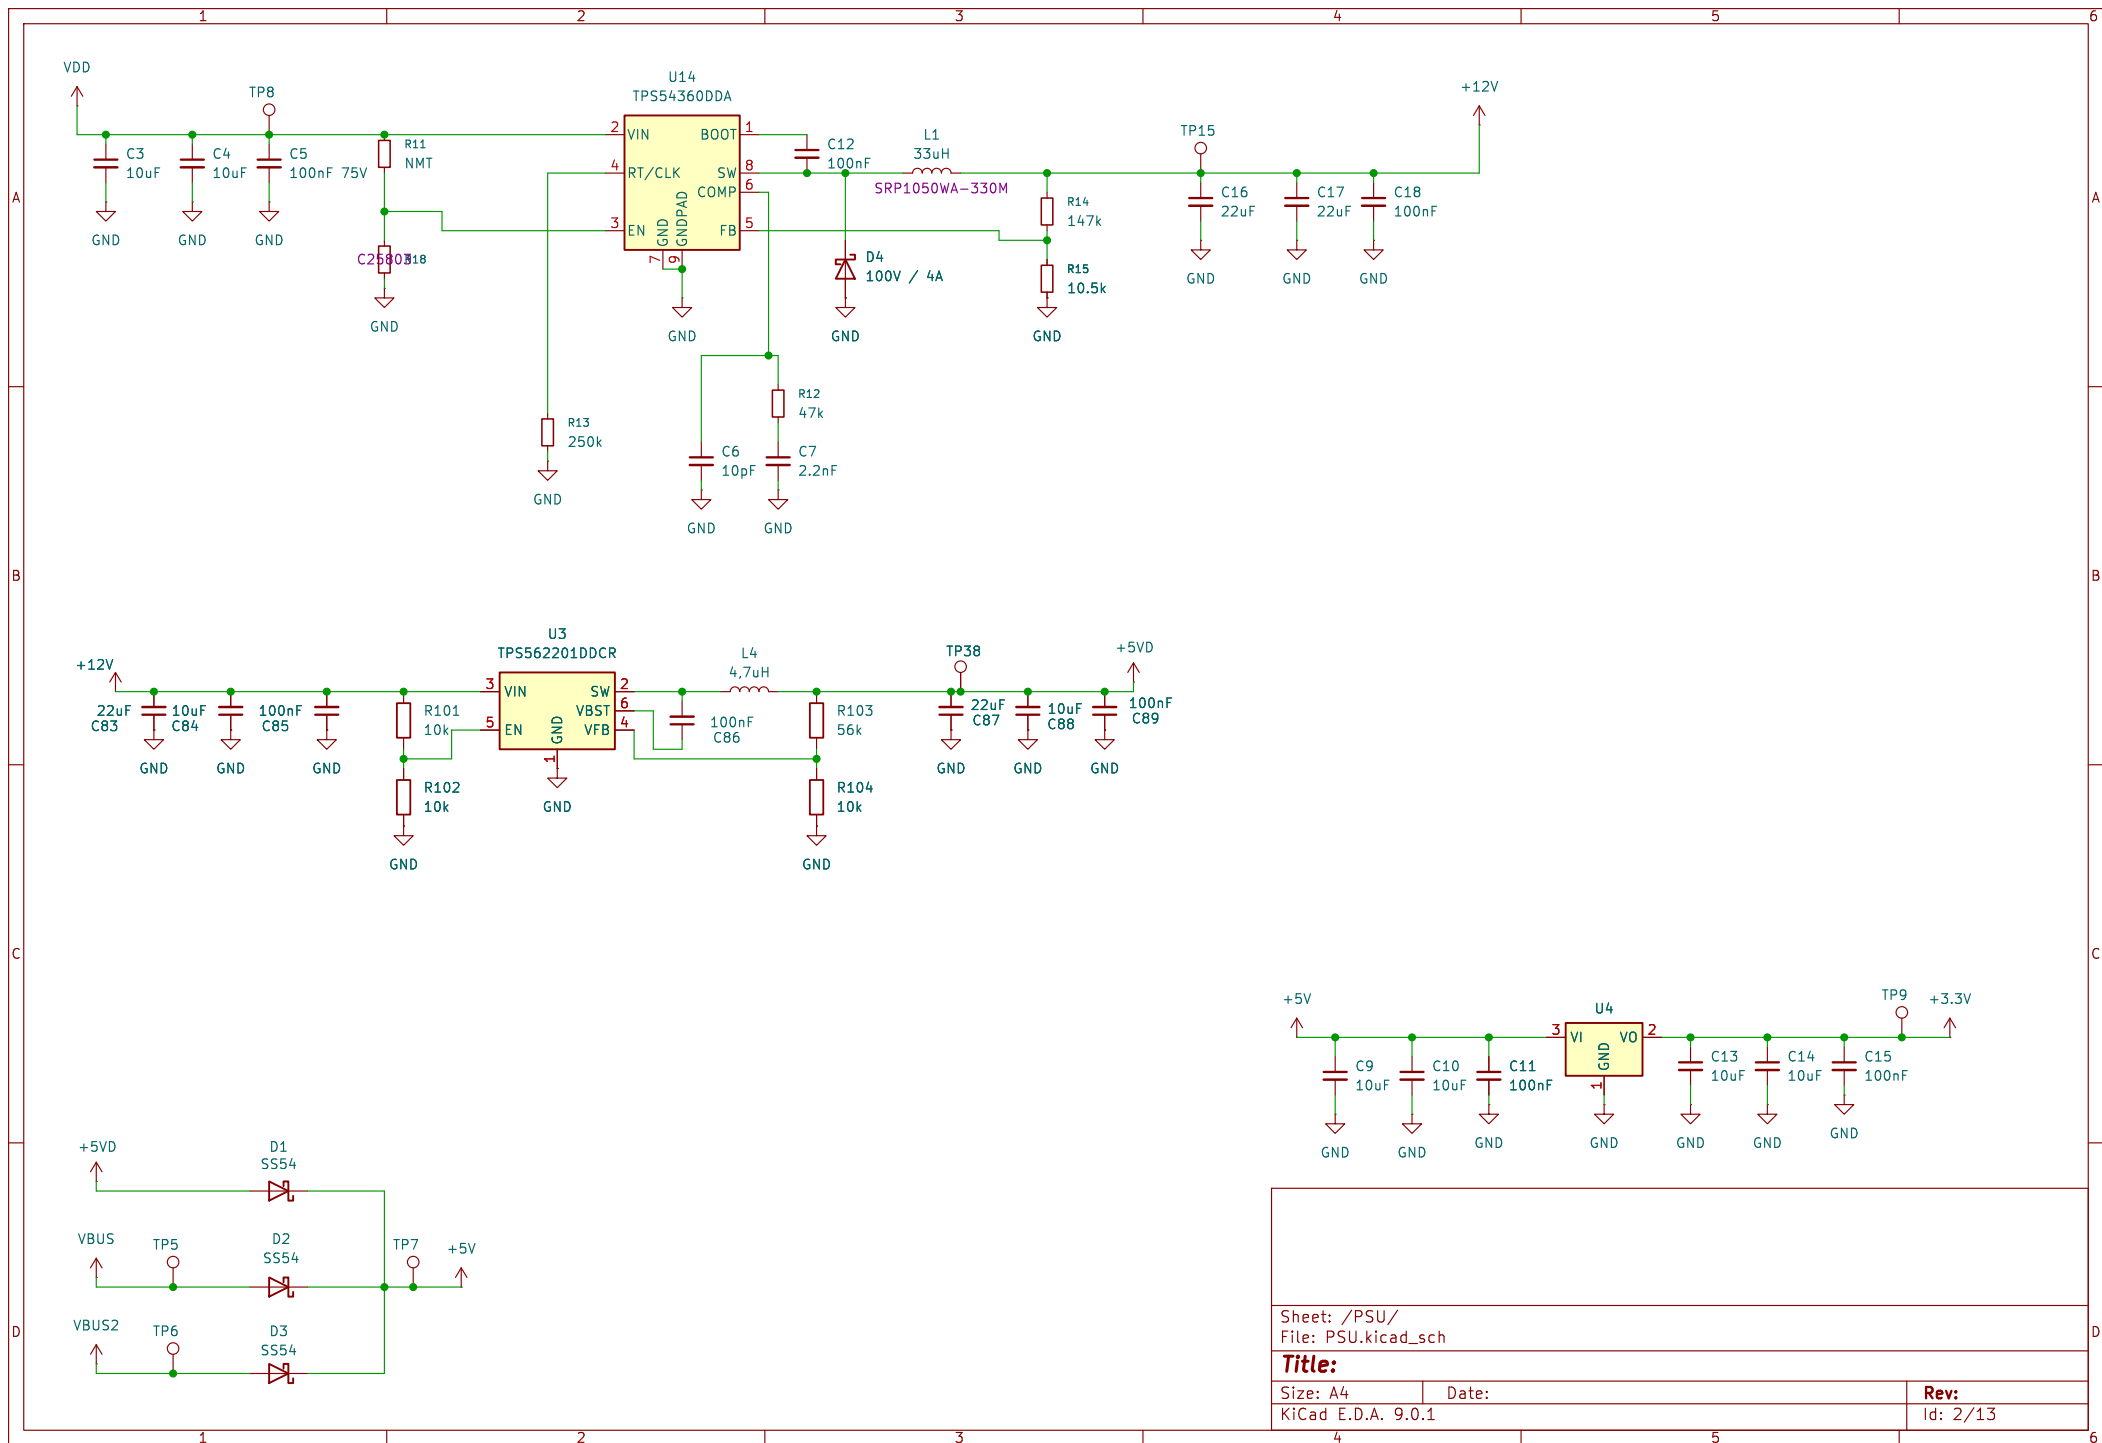 1 2 3 4 5 6
A
B
C
D
A
B
C
D
1 2 3 4 5 6
VDD
TP8
C3
10uF
GND
C4
10uF
GND
C5
100nF 75V
GND
R11
NMT
C25803
GND
U14
TPS54360DDA
2 VIN
4 RT/CLK
3 EN
BOOT 1
SW 8
COMP 6
FB 5
GND 7
GNDPAD 9
GND
C12
100nF
L1
33uH
SRP1050WA-330M
D4
100V / 4A
GND
R14
147k
R15
10.5k
GND
TP15
C16
22uF
GND
C17
22uF
GND
C18
100nF
GND
+12V
R13
250k
GND
C6
10pF
GND
R12
47k
C7
2.2nF
GND
+12V
22uF
C83
GND
10uF
C84
GND
100nF
C85
GND
R101
10k
R102
10k
GND
U3
TPS562201DDCR
3 VIN
5 EN
SW 2
VBST 6
VFB 4
GND
1
GND
L4
4,7uH
100nF
C86
R103
56k
R104
10k
GND
TP38
22uF
C87
GND
10uF
C88
GND
100nF
C89
GND
+5VD
+5V
C9
10uF
GND
C10
10uF
GND
C11
100nF
GND
U4
3 VI
VO 2
GND
1
GND
C13
10uF
GND
C14
10uF
GND
C15
100nF
GND
TP9
+3.3V
+5VD
D1
SS54
VBUS
TP5
D2
SS54
TP7
+5V
VBUS2
TP6
D3
SS54
Sheet: /PSU/
File: PSU.kicad_sch
Title:
Size: A4
Date:
Rev:
KiCad E.D.A. 9.0.1
Id: 2/13